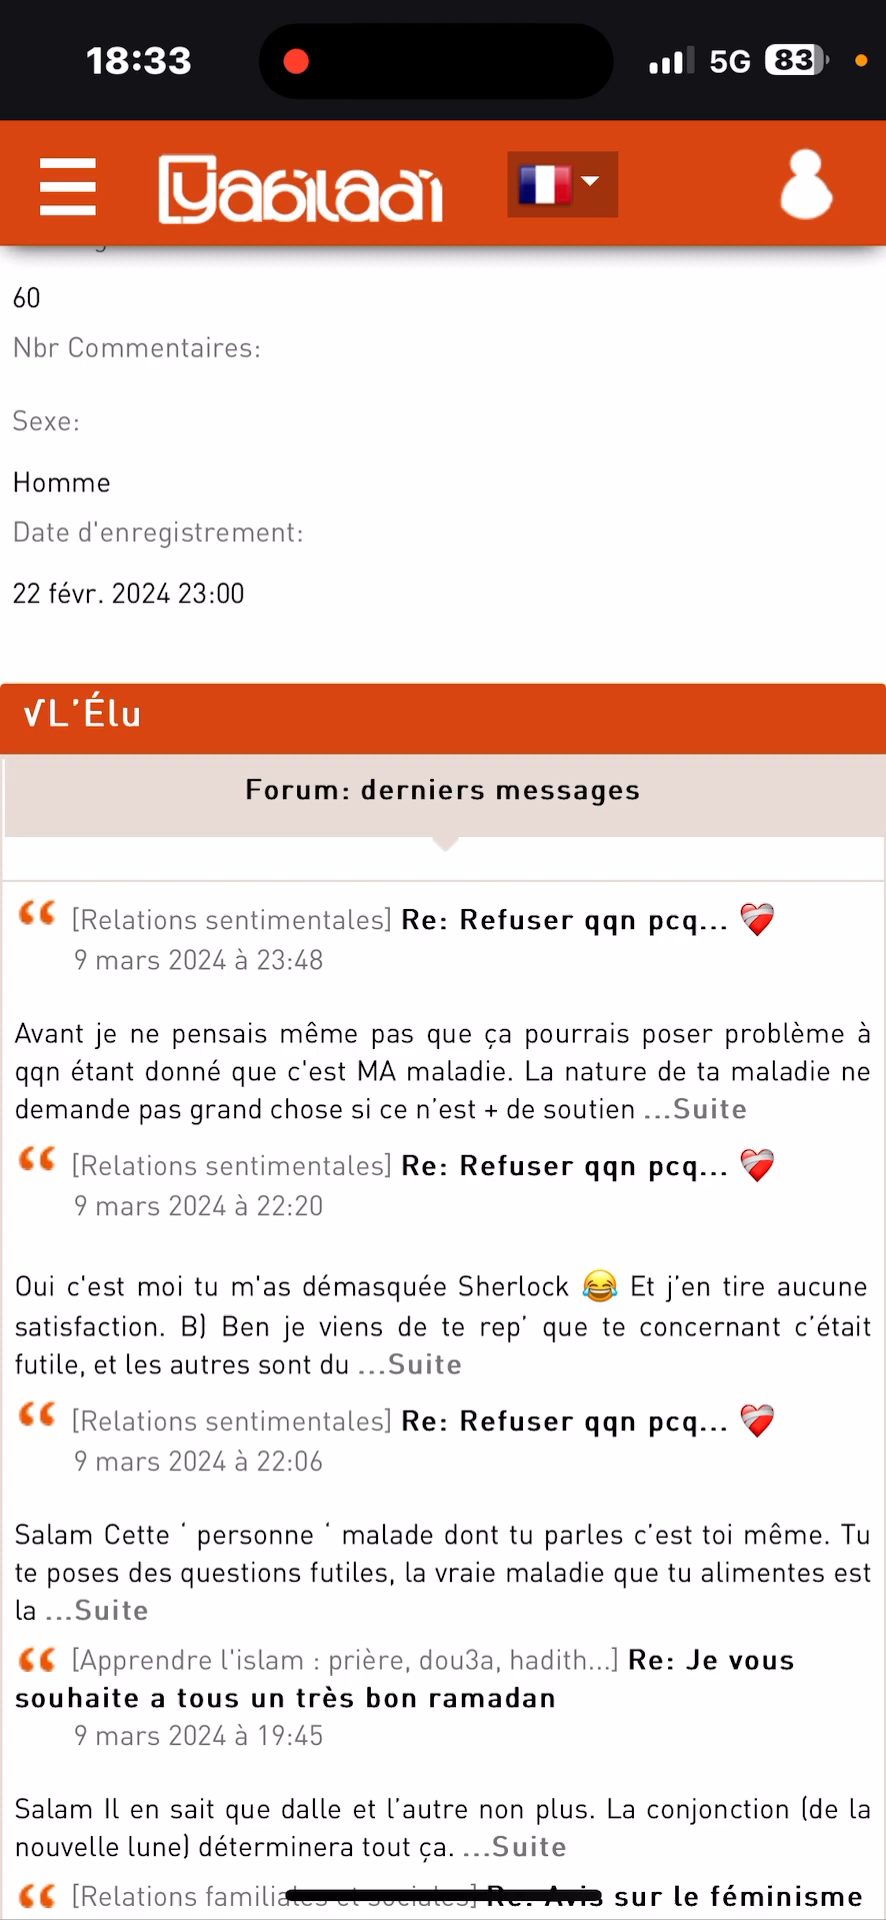 18:33
5G 83
yabiladi
60
Nbr Commentaires:
Sexe:
Homme
Date d'enregistrement:
22 févr. 2024 23:00
√L'Élu
Forum: derniers messages
[Relations sentimentales] Re: Refuser qqn pcq... ❤️‍🩹
9 mars 2024 à 23:48
Avant je ne pensais même pas que ça pourrais poser problème à
qqn étant donné que c'est MA maladie. La nature de ta maladie ne
demande pas grand chose si ce n’est + de soutien ...Suite
[Relations sentimentales] Re: Refuser qqn pcq... ❤️‍🩹
9 mars 2024 à 22:20
Oui c'est moi tu m'as démasquée Sherlock 😂 Et j’en tire aucune
satisfaction. B) Ben je viens de te rep’ que te concernant c’était
futile, et les autres sont du ...Suite
[Relations sentimentales] Re: Refuser qqn pcq... ❤️‍🩹
9 mars 2024 à 22:06
Salam Cette ‘ personne ‘ malade dont tu parles c’est toi même. Tu
te poses des questions futiles, la vraie maladie que tu alimentes est
la ...Suite
[Apprendre l'islam : prière, dou3a, hadith...] Re: Je vous
souhaite a tous un très bon ramadan
9 mars 2024 à 19:45
Salam Il en sait que dalle et l’autre non plus. La conjonction (de la
nouvelle lune) déterminera tout ça. ...Suite
[Relations familiales et sociales] Re: Avis sur le féminisme